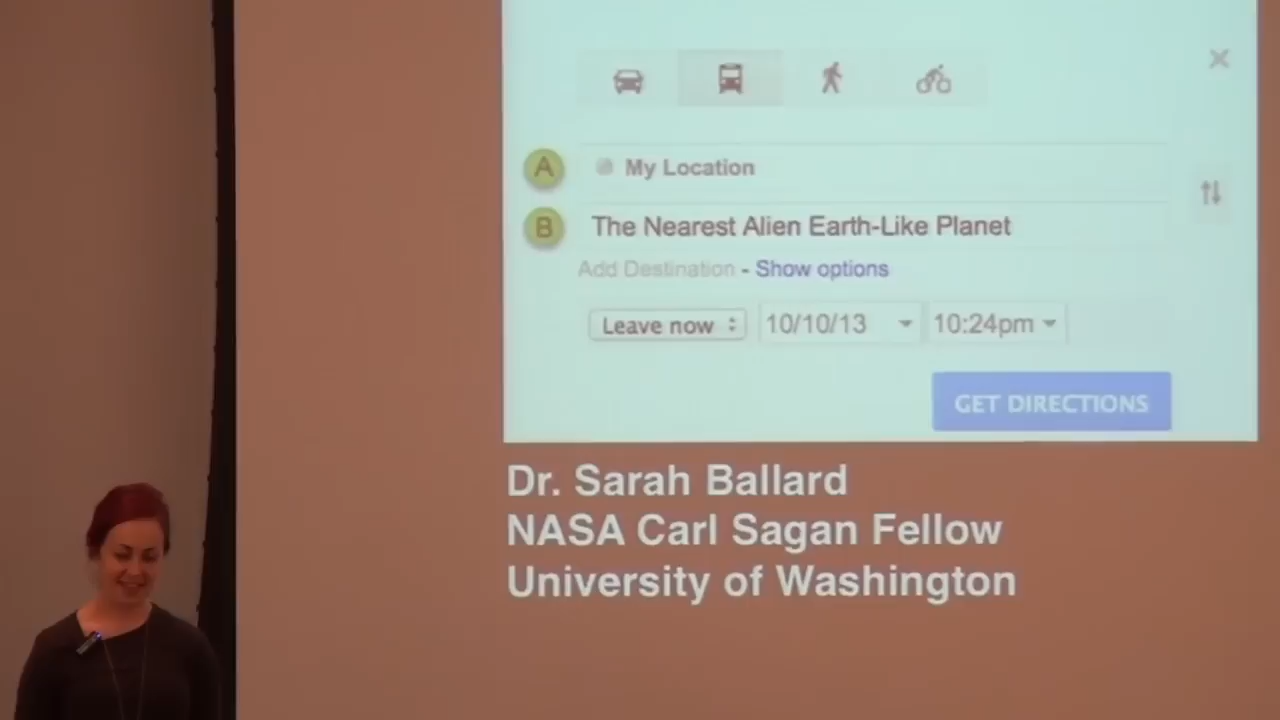 A My Location
B The Nearest Alien Earth-Like Planet
Add Destination - Show options
Leave now 10/10/13 10:24pm
GET DIRECTIONS
Dr. Sarah Ballard
NASA Carl Sagan Fellow
University of Washington